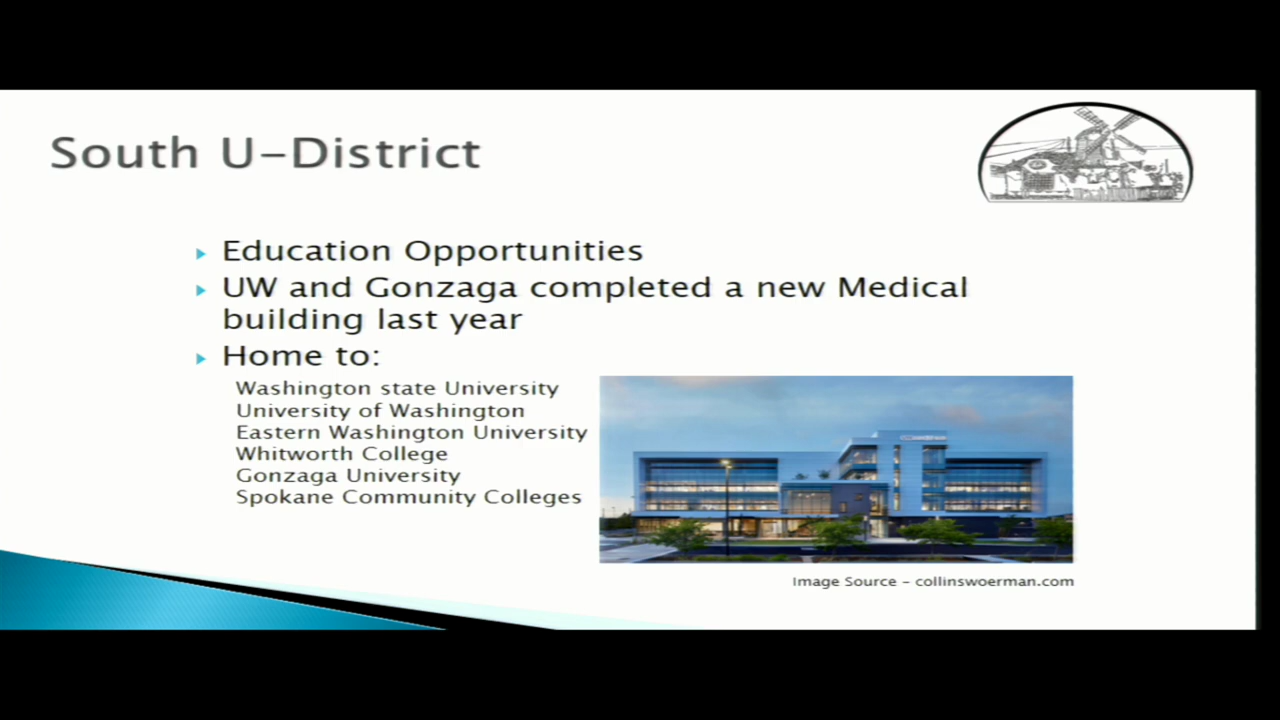 South U-District
Education Opportunities
UW and Gonzaga completed a new Medical
building last year
Home to:
Washington state University
University of Washington
Eastern Washington University
Whitworth College
Gonzaga University
Spokane Community Colleges
Image Source - collinswoerman.com